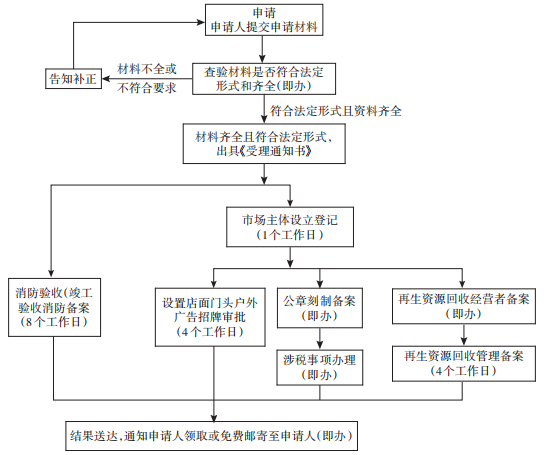 申请
申请人提交申请材料
查验材料是否符合法定
形式和齐全(即办)
材料不全或
不符合要求
告知补正
符合法定形式且资料齐全
材料齐全且符合法定形式，
出具《受理通知书》
市场主体设立登记
(1个工作日)
消防验收(竣工
验收消防备案
(8个工作日)
设置店面门头户外
广告招牌审批
(4个工作日)
公章刻制备案
(即办)
涉税事项办理
(即办)
再生资源回收经营者备案
(即办)
再生资源回收管理备案
(4个工作日)
结果送达，通知申请人领取或免费邮寄至申请人(即办)